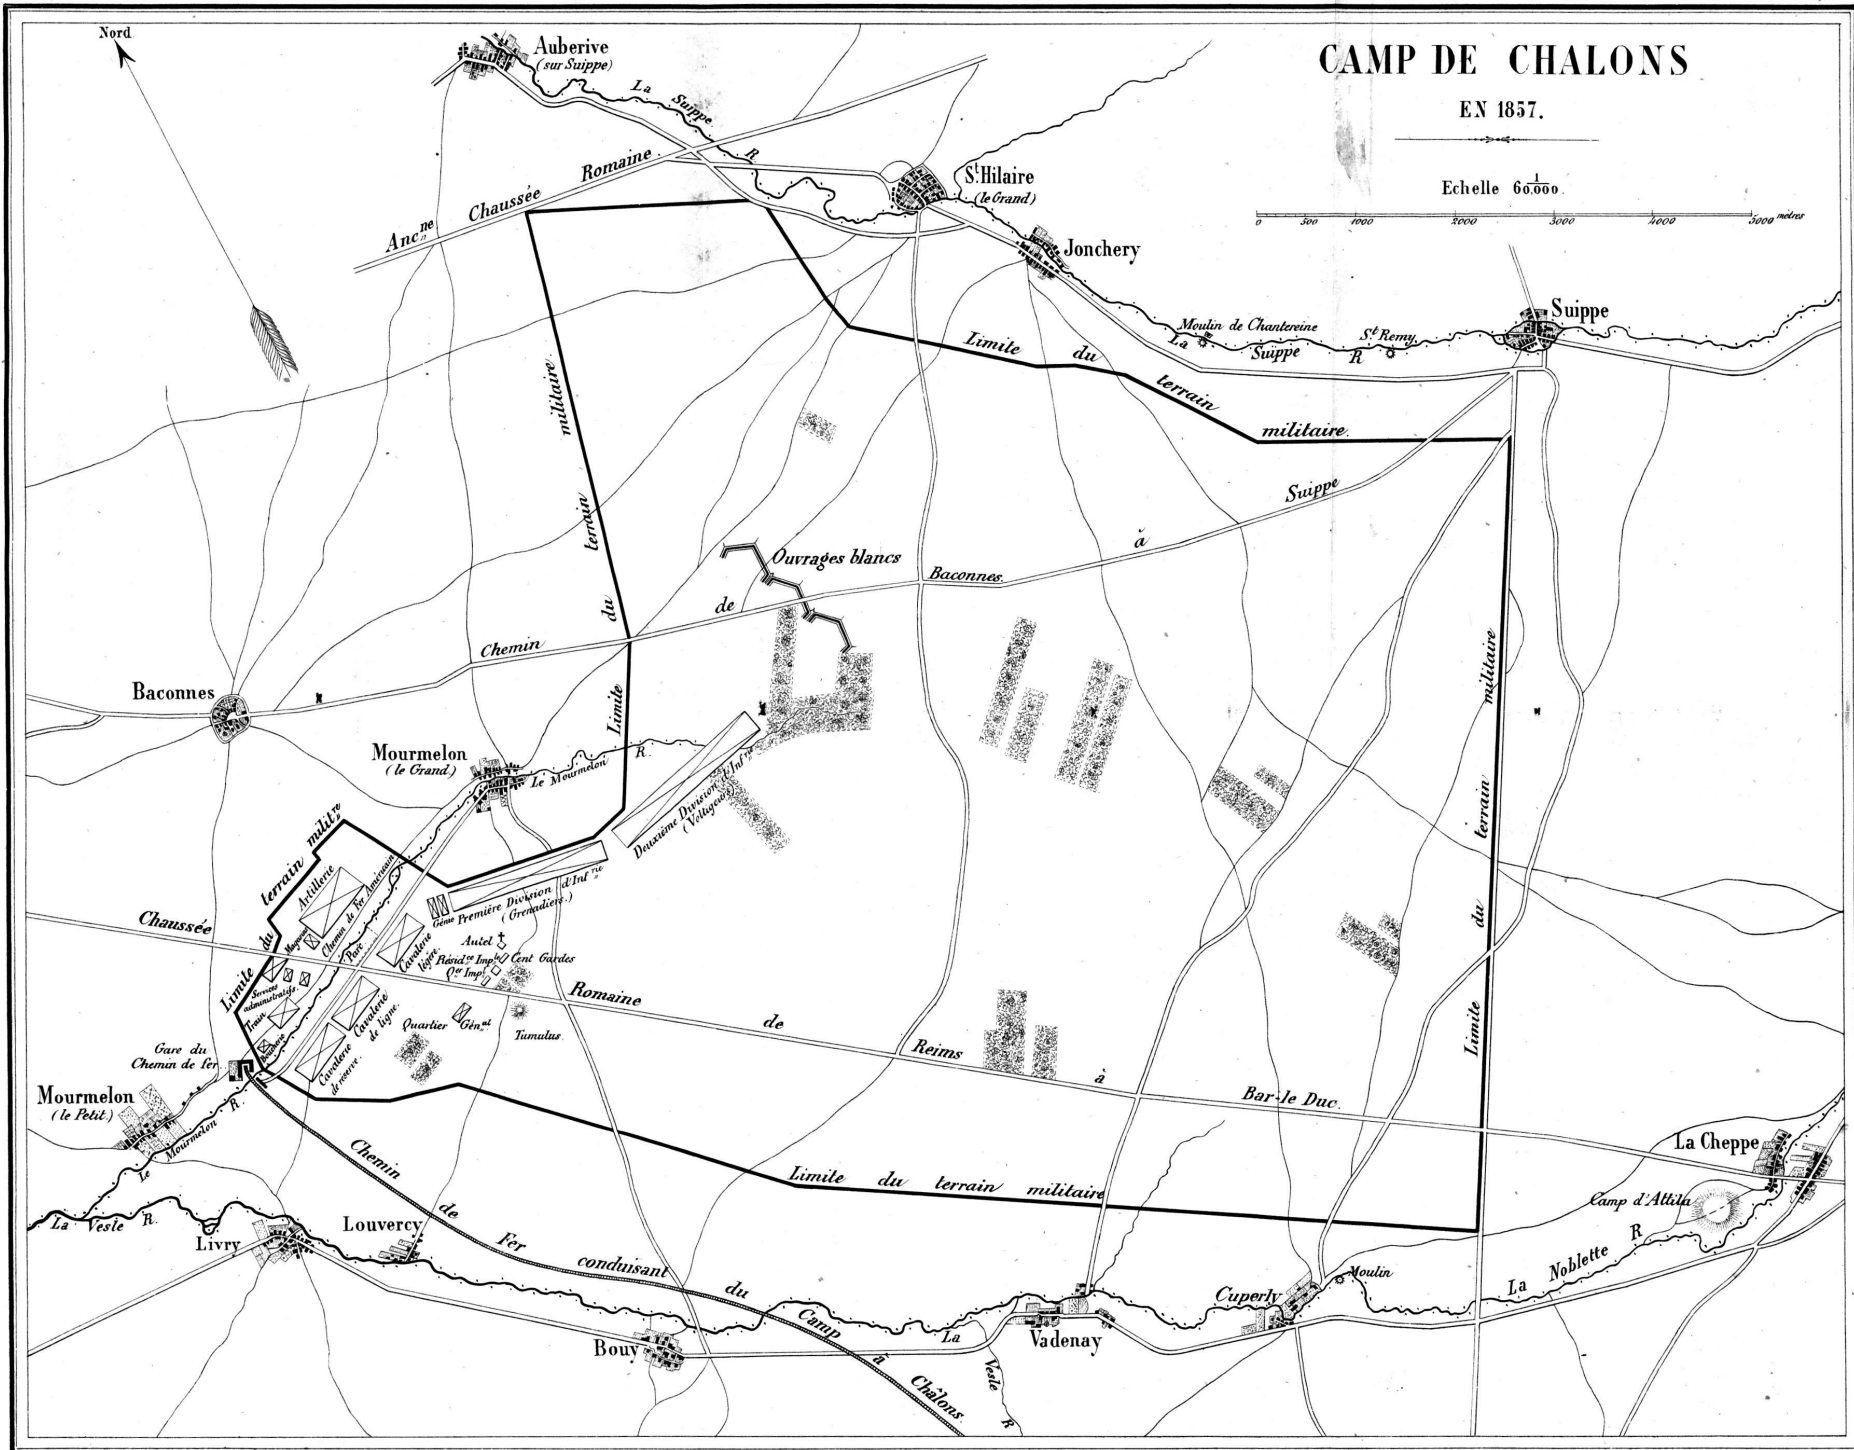 Nord
CAMP DE CHALONS
EN 1857.
Echelle 1/60,000.
0 500 1000 2000 3000 4000 5000 mètres
Auberive
(sur Suippe)
La Suippe R
Ancⁿᵉ Chaussée Romaine
Sᵗ Hilaire
(le Grand)
Jonchery
Moulin de Chantereine
Sᵗ Remy
La Suippe R
Suippe
Limite du terrain militaire.
Limite du terrain militaire
Ouvrages blancs
Chemin de Baconnes à Suippe
Baconnes
Mourmelon
(le Grand)
Le Mourmelon R.
Deuxième Division d'Infʳⁱᵉ
(Voltigeurs)
Limite du terrain militʳᵉ
Artillerie
Chemin de Fer Américain
Parc
Magasins
Génie
Première Division d'Infʳⁱᵉ
(Grenadiers.)
Cavalerie
légère.
Autel
Résidᶜᵉ Impˡᵉ
Cent Gardes
Qᵉʳ Impˡ
Services
administratifs.
Train
Cavalerie
de ligne.
Cavalerie
de réserve.
Quartier Génᵃˡ
Tumulus
Chaussée Romaine de Reims à Bar-le Duc.
Limite du terrain militaire
Gare du
Chemin de fer
Mourmelon
(le Petit)
Le Mourmelon R.
Limite du terrain militaire
La Cheppe
Camp d'Attila
La Noblette R
La Vesle R.
Livry
Louvercy
Chemin de Fer conduisant du Camp à Châlons
Bouy
La Vesle R
Vadenay
Cuperly
Moulin